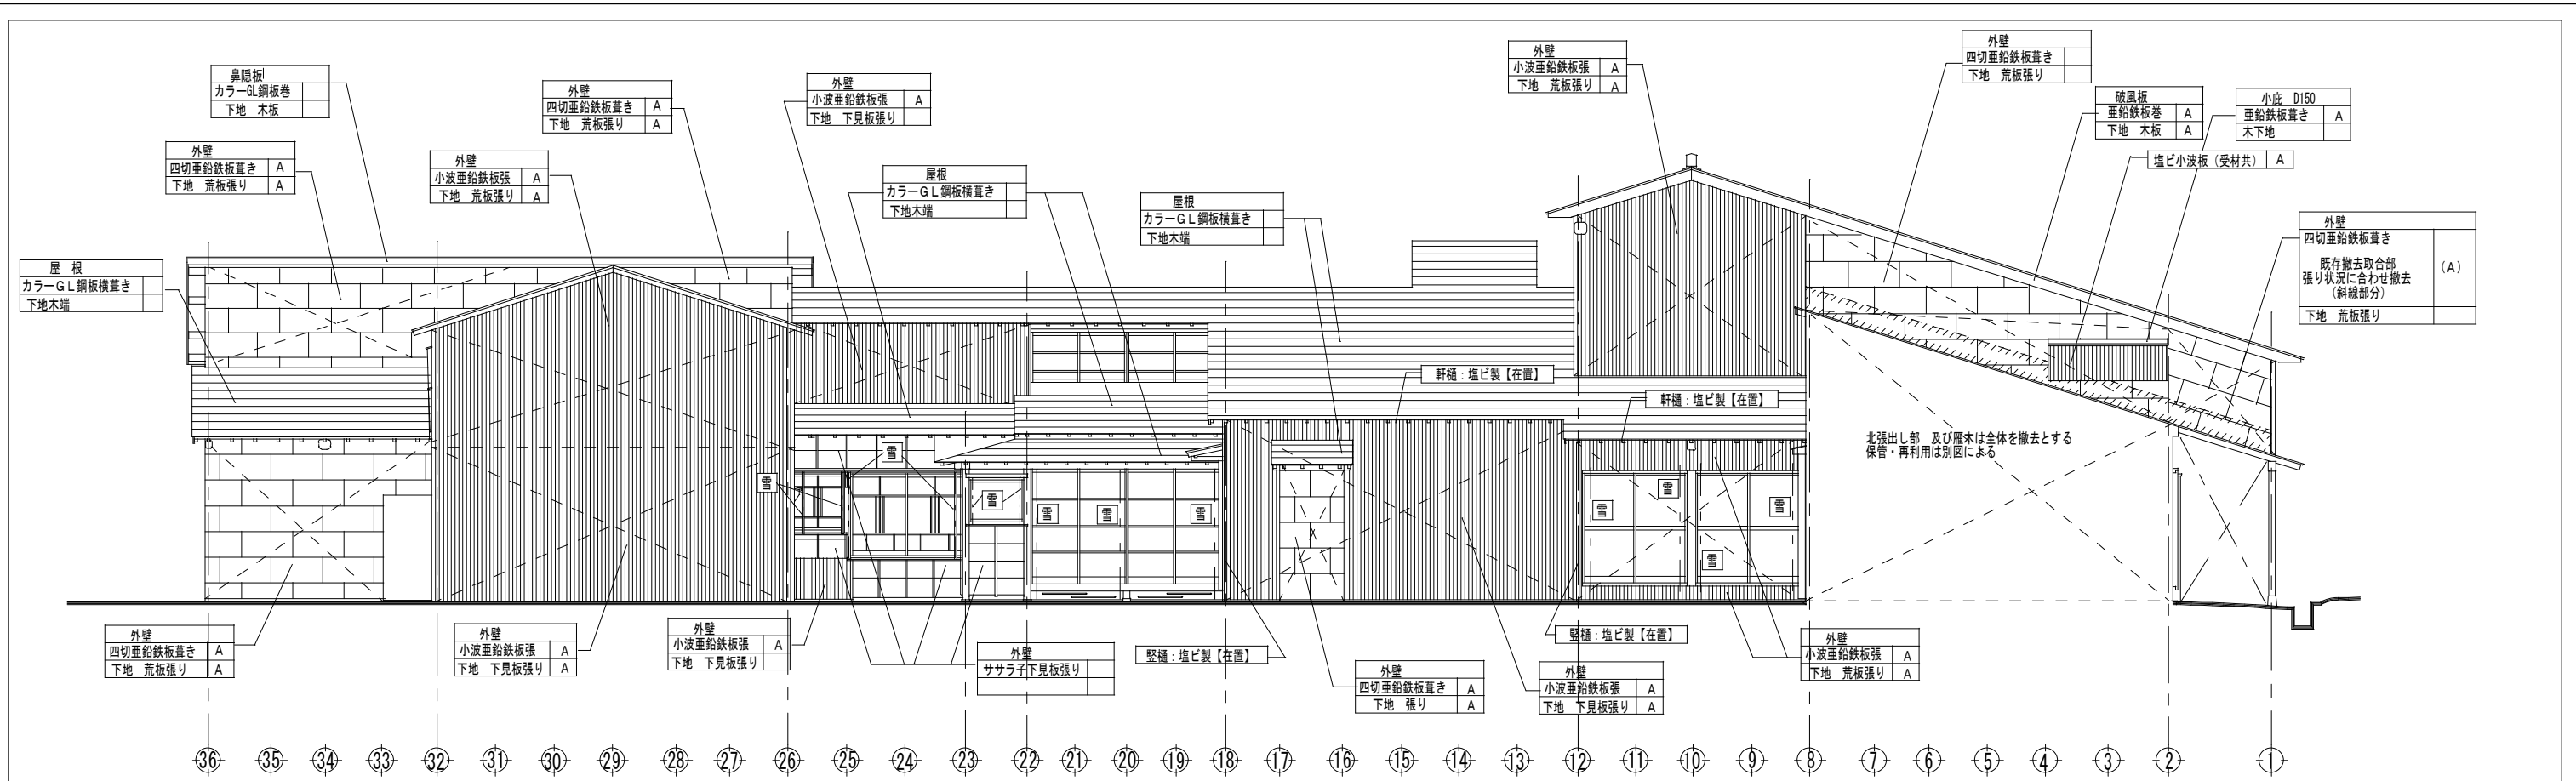 鼻隠板
カラーGL鋼板巻
下地 木板
外壁
四切亜鉛鉄板葺き A
下地 荒板張り A
外壁
四切亜鉛鉄板葺き A
下地 荒板張り A
外壁
小波亜鉛鉄板張 A
下地 荒板張り A
外壁
小波亜鉛鉄板張 A
下地 下見板張り
屋根
カラーGL鋼板横葺き
下地木端
屋根
カラーGL鋼板横葺き
下地木端
外壁
小波亜鉛鉄板張 A
下地 荒板張り A
外壁
四切亜鉛鉄板葺き
下地 荒板張り
破風板
亜鉛鉄板巻 A
下地 木板 A
小庇 D150
亜鉛鉄板葺き A
木下地
塩ビ小波板(受材共) A
外壁
四切亜鉛鉄板葺き
既存撤去取合部
張り状況に合わせ撤去
(斜線部分)
(A)
下地 荒板張り
屋 根
カラーGL鋼板横葺き
下地木端
軒樋:塩ビ製【在置】
軒樋:塩ビ製【在置】
北張出し部 及び雁木は全体を撤去とする
保管・再利用は別図による
雪
雪
雪
雪
雪
雪
雪
雪
雪
雪
外壁
四切亜鉛鉄板葺き A
下地 荒板張り A
外壁
小波亜鉛鉄板張 A
下地 下見板張り A
外壁
小波亜鉛鉄板張 A
下地 下見板張り
外壁
ササラ子下見板張り
竪樋:塩ビ製【在置】
竪樋:塩ビ製【在置】
外壁
四切亜鉛鉄板葺き A
下地 張り A
外壁
小波亜鉛鉄板張 A
下地 下見板張り A
外壁
小波亜鉛鉄板張 A
下地 荒板張り A
36 35 34 33 32 31 30 29 28 27 26 25 24 23 22 21 20 19 18 17 16 15 14 13 12 11 10 9 8 7 6 5 4 3 2 1